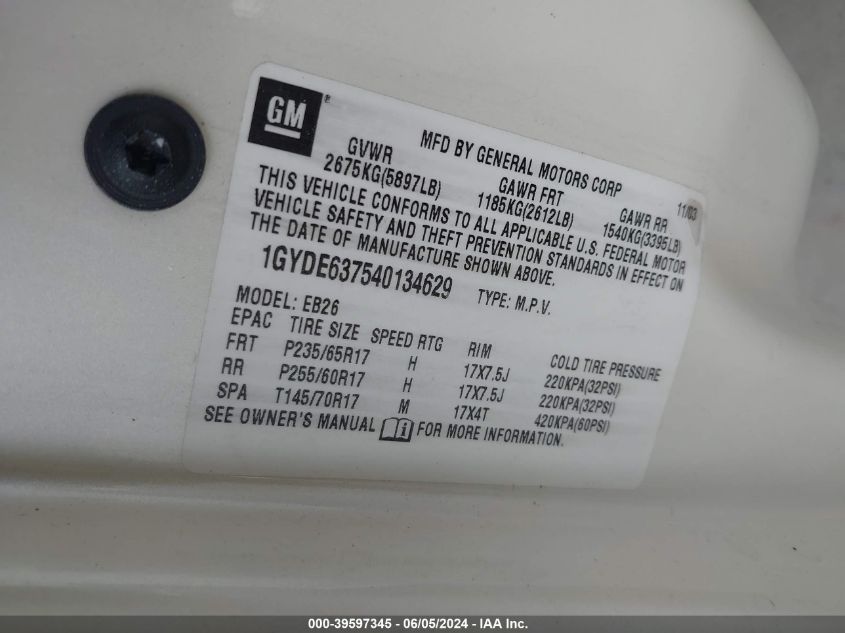 GM ®
MFD BY GENERAL MOTORS CORP 11/03
GVWR GAWR FRT GAWR RR
2675KG(5897LB) 1185KG(2612LB) 1540KG(3395LB)
THIS VEHICLE CONFORMS TO ALL APPLICABLE U.S. FEDERAL MOTOR
VEHICLE SAFETY AND THEFT PREVENTION STANDARDS IN EFFECT ON
THE DATE OF MANUFACTURE SHOWN ABOVE.
1GYDE637540134629 TYPE: M.P.V.
MODEL: EB26
EPAC TIRE SIZE SPEED RTG RIM COLD TIRE PRESSURE
FRT P235/65R17 H 17X7.5J 220KPA(32PSI)
RR P255/60R17 H 17X7.5J 220KPA(32PSI)
SPA T145/70R17 M 17X4T 420KPA(60PSI)
SEE OWNER'S MANUAL FOR MORE INFORMATION.
000-39597345 - 06/05/2024 - IAA Inc.